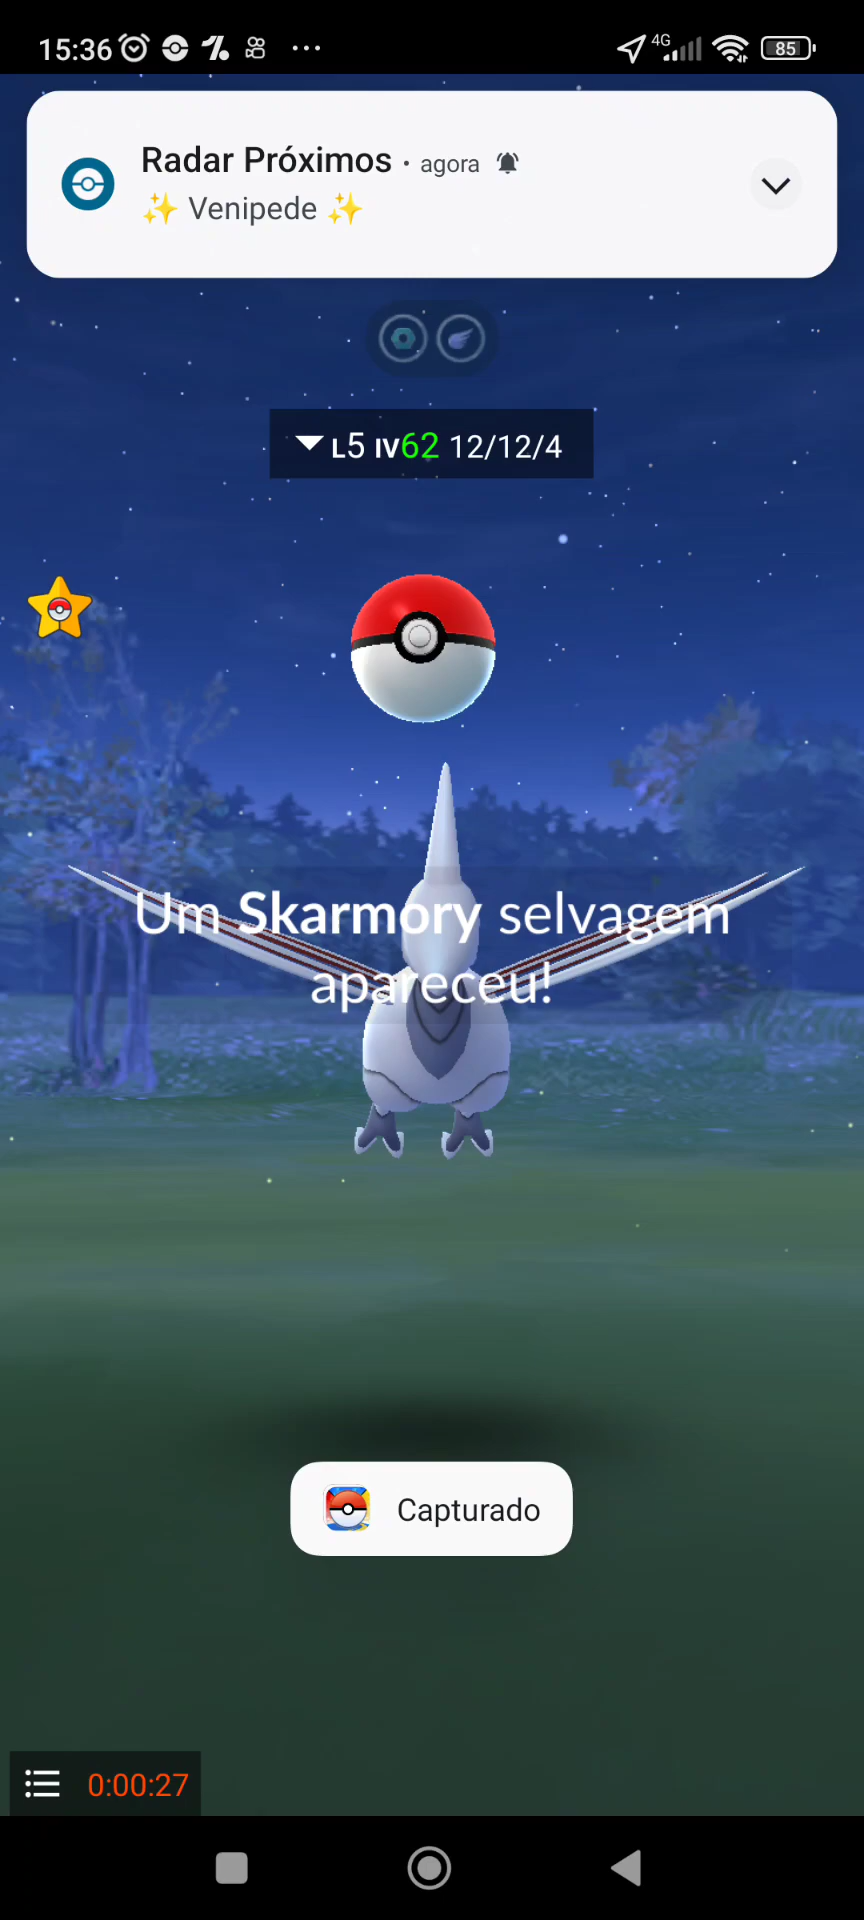 15:36
4G
85
Radar Próximos • agora
✨ Venipede ✨
L5 IV62 12/12/4
Um Skarmory selvagem
apareceu!
Capturado
0:00:27